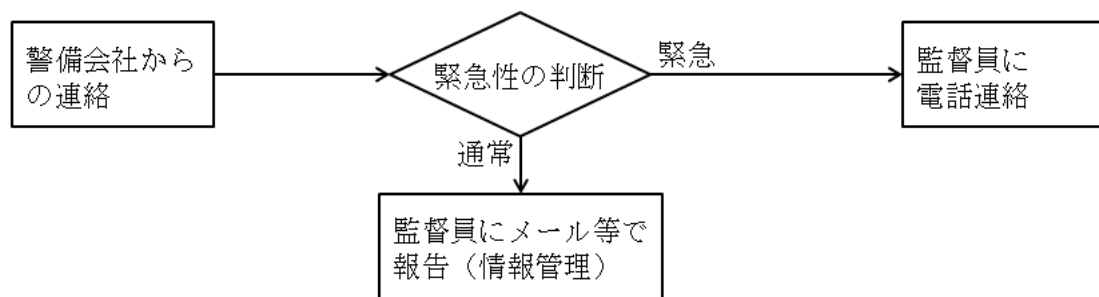 警備会社から
の連絡
緊急性の判断
緊急
監督員に
電話連絡
通常
監督員にメール等で
報告（情報管理）